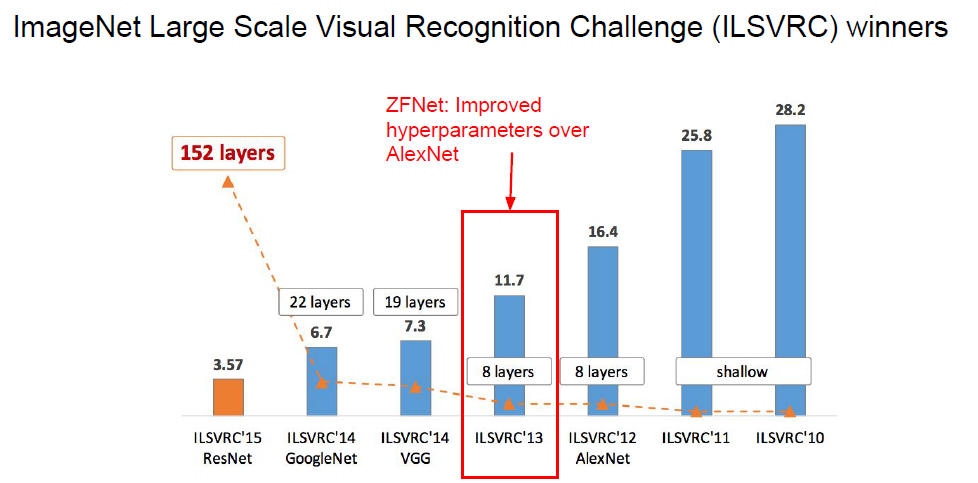 ImageNet Large Scale Visual Recognition Challenge (ILSVRC) winners
ZFNet: Improved
hyperparameters over
AlexNet
28.2
25.8
152 layers
16.4
11.7
22 layers
19 layers
6.7
7.3
3.57
8 layers
8 layers
shallow
ILSVRC'15
ResNet
ILSVRC'14
GoogleNet
ILSVRC'14
VGG
ILSVRC'13
ILSVRC'12
AlexNet
ILSVRC'11
ILSVRC'10